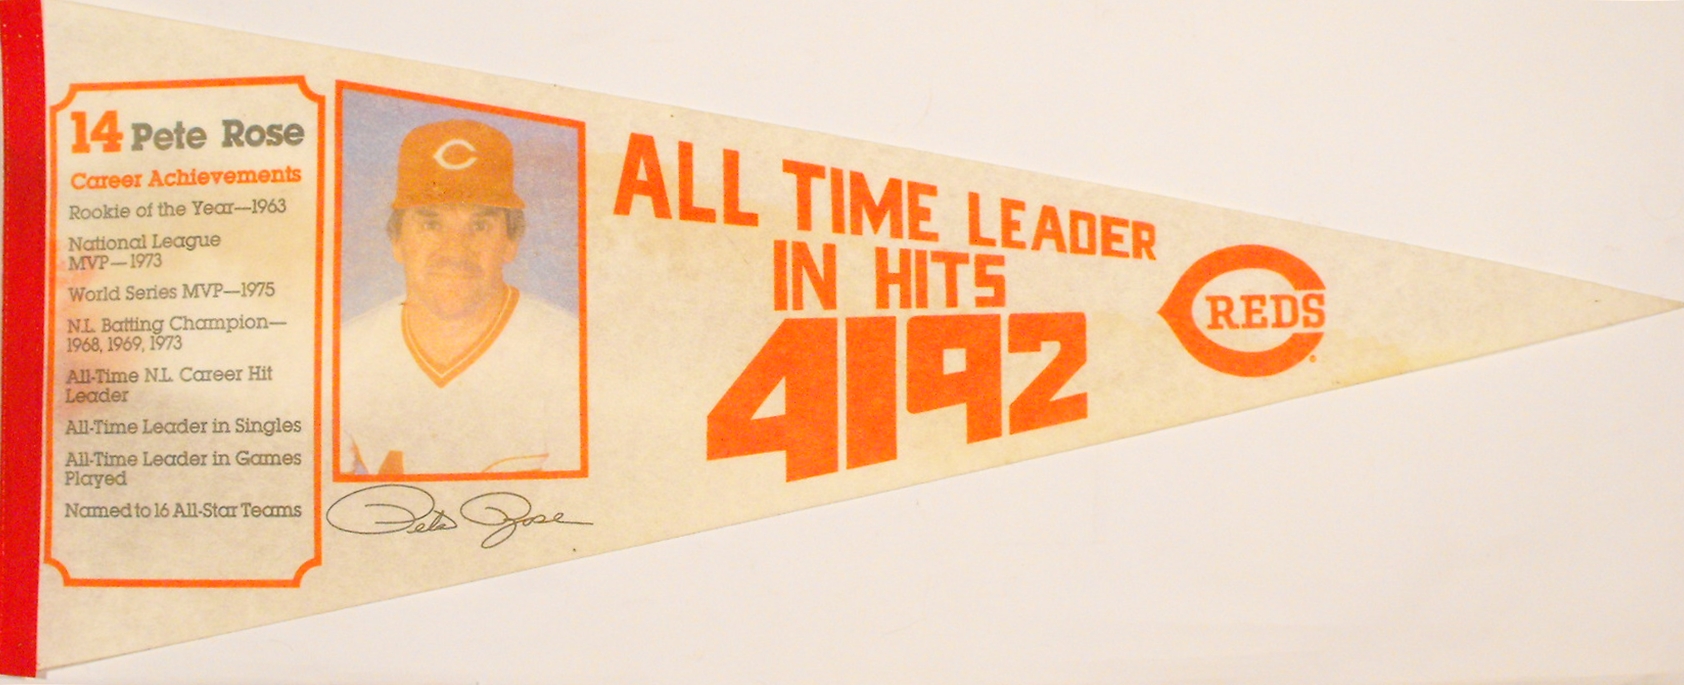 14 Pete Rose
Career Achievements
Rookie of the Year—1963
National League
MVP—1973
World Series MVP—1975
N.L. Batting Champion—
1968, 1969, 1973
All-Time N.L. Career Hit
Leader
All-Time Leader in Singles
All-Time Leader in Games
Played
Named to 16 All-Star Teams
C
Pete Rose
ALL TIME LEADER
IN HITS
4192
C REDS ®